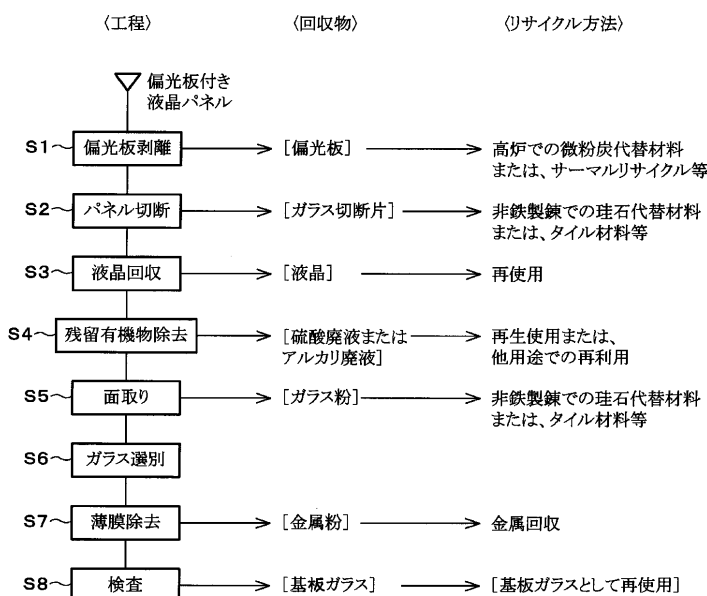 〈工程〉 〈回収物〉 〈リサイクル方法〉
偏光板付き
液晶パネル
S1 偏光板剥離 [偏光板] 高炉での微粉炭代替材料
または、サーマルリサイクル等
S2 パネル切断 [ガラス切断片] 非鉄製錬での珪石代替材料
または、タイル材料等
S3 液晶回収 [液晶] 再使用
S4 残留有機物除去 [硫酸廃液または 再生使用または、
アルカリ廃液] 他用途での再利用
S5 面取り [ガラス粉] 非鉄製錬での珪石代替材料
または、タイル材料等
S6 ガラス選別
S7 薄膜除去 [金属粉] 金属回収
S8 検査 [基板ガラス] [基板ガラスとして再使用]